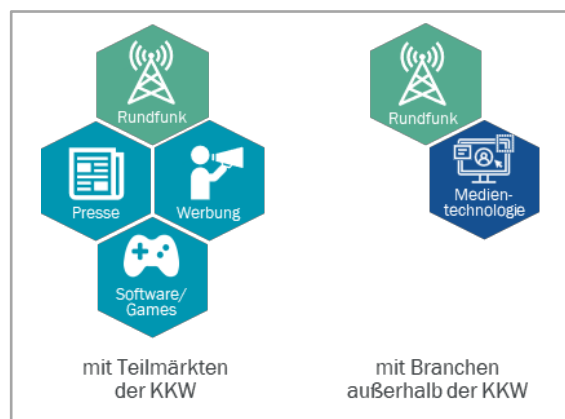 Rundfunk
Presse
Werbung
Software/
Games
mit Teilmärkten
der KKW
Rundfunk
Medien-
technologie
mit Branchen
außerhalb der KKW